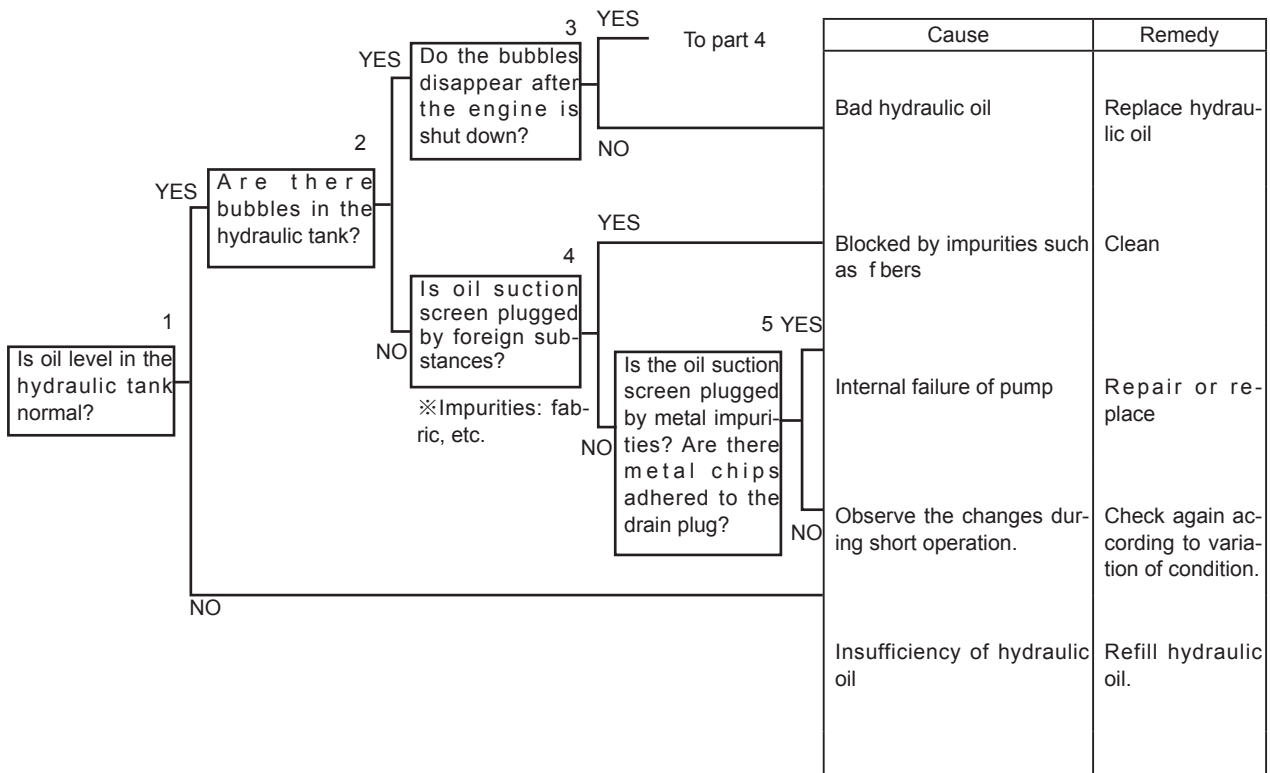 3
YES
To part 4
Cause
Remedy
YES
Do the bubbles
disappear after
the engine is
shut down?
Bad hydraulic oil
Replace hydrau-
lic oil
NO
2
YES
Are there
bubbles in the
hydraulic tank?
YES
4
Blocked by impurities such
as f bers
Clean
Is oil suction
screen plugged
by foreign sub-
stances?
NO
※Impurities: fab-
ric, etc.
1
Is oil level in the
hydraulic tank
normal?
5 YES
Is the oil suction
screen plugged
by metal impuri-
ties? Are there
metal chips
adhered to the
drain plug?
NO
Internal failure of pump
Repair or re-
place
NO
Observe the changes dur-
ing short operation.
Check again ac-
cording to varia-
tion of condition.
NO
Insufficiency of hydraulic
oil
Refill hydraulic
oil.